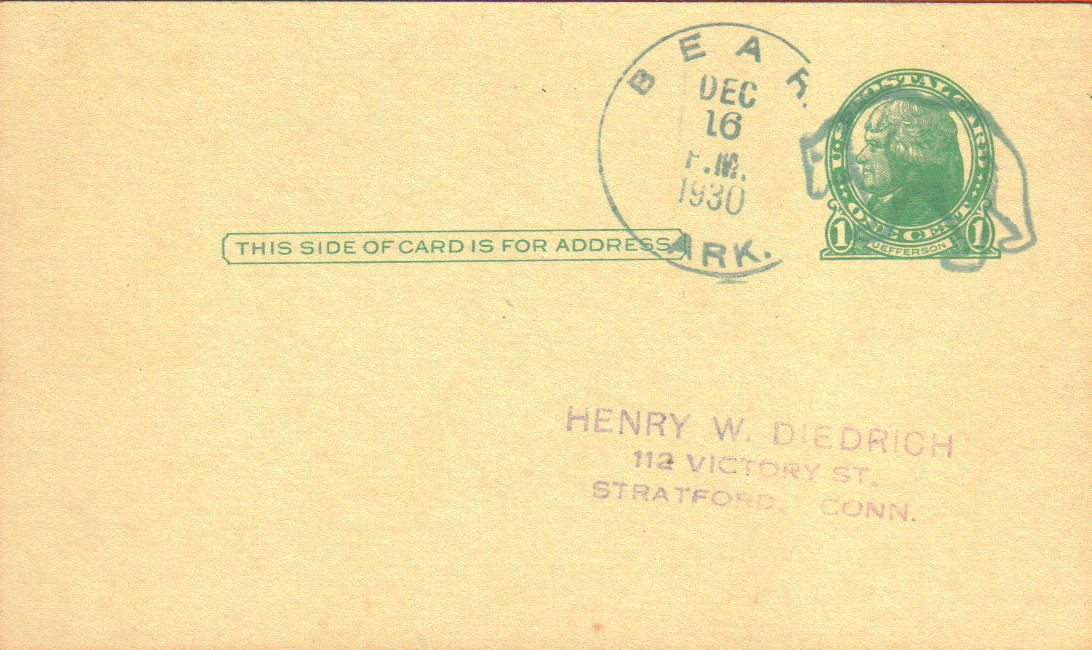 BEAR.
DEC
16
P.M.
1930
ARK.
U.S. POSTAL CARD
ONE CENT
1 1
JEFFERSON
THIS SIDE OF CARD IS FOR ADDRESS
HENRY W. DIEDRICH
112 VICTORY ST.
STRATFORD, CONN.